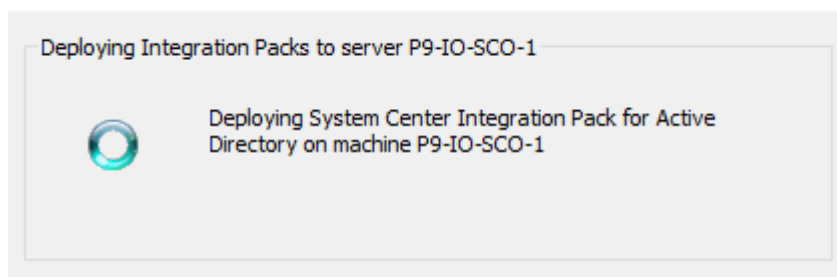 Deploying Integration Packs to server P9-IO-SCO-1
Deploying System Center Integration Pack for Active
Directory on machine P9-IO-SCO-1